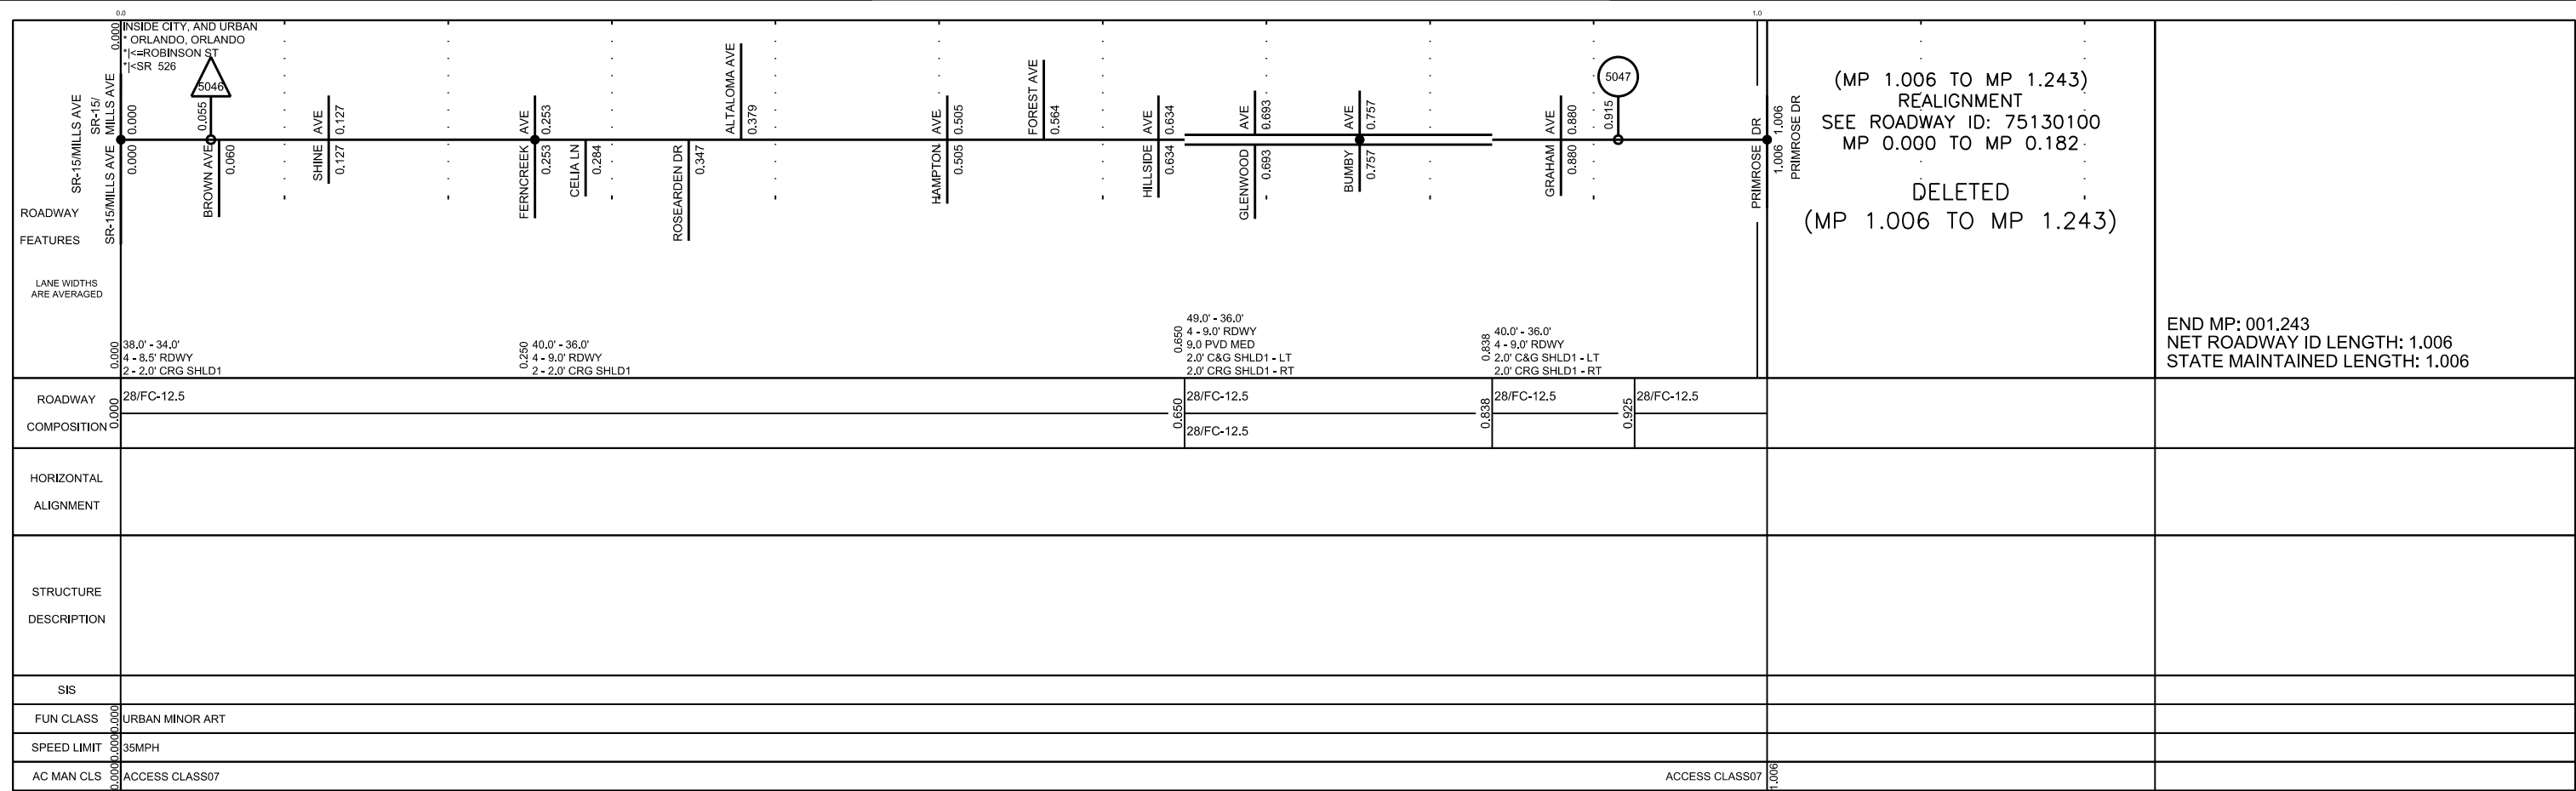 0.0
1.0
0.000
INSIDE CITY, AND URBAN
* ORLANDO, ORLANDO
*|<=ROBINSON ST
*|<SR 526
SR-15/MILLS AVE
SR-15/
MILLS AVE
0.000
SR-15/MILLS AVE
0.000
5046
0.055
BROWN AVE
0.060
SHINE AVE
0.127
0.127
FERNCREEK AVE
0.253
0.253
CELIA LN
0.284
ROSEARDEN DR
0.347
ALTALOMA AVE
0.379
HAMPTON AVE
0.505
0.505
FOREST AVE
0.564
HILLSIDE AVE
0.634
0.634
GLENWOOD AVE
0.693
0.693
BUMBY AVE
0.757
0.757
GRAHAM AVE
0.880
0.880
5047
0.915
PRIMROSE DR
1.006 1.006
PRIMROSE DR
(MP 1.006 TO MP 1.243)
REALIGNMENT
SEE ROADWAY ID: 75130100
MP 0.000 TO MP 0.182
DELETED
(MP 1.006 TO MP 1.243)
ROADWAY
FEATURES
LANE WIDTHS
ARE AVERAGED
0.000
38.0' - 34.0'
4 - 8.5' RDWY
2 - 2.0' CRG SHLD1
0.250
40.0' - 36.0'
4 - 9.0' RDWY
2 - 2.0' CRG SHLD1
0.650
49.0' - 36.0'
4 - 9.0' RDWY
9.0 PVD MED
2.0' C&G SHLD1 - LT
2.0' CRG SHLD1 - RT
0.838
40.0' - 36.0'
4 - 9.0' RDWY
2.0' C&G SHLD1 - LT
2.0' CRG SHLD1 - RT
END MP: 001.243
NET ROADWAY ID LENGTH: 1.006
STATE MAINTAINED LENGTH: 1.006
ROADWAY
COMPOSITION
0.000
28/FC-12.5
0.650
28/FC-12.5
28/FC-12.5
0.838
28/FC-12.5
0.925
28/FC-12.5
HORIZONTAL
ALIGNMENT
STRUCTURE
DESCRIPTION
SIS
FUN CLASS
0.000
URBAN MINOR ART
SPEED LIMIT
0.000
35MPH
AC MAN CLS
0.000
ACCESS CLASS07
ACCESS CLASS07
1.006